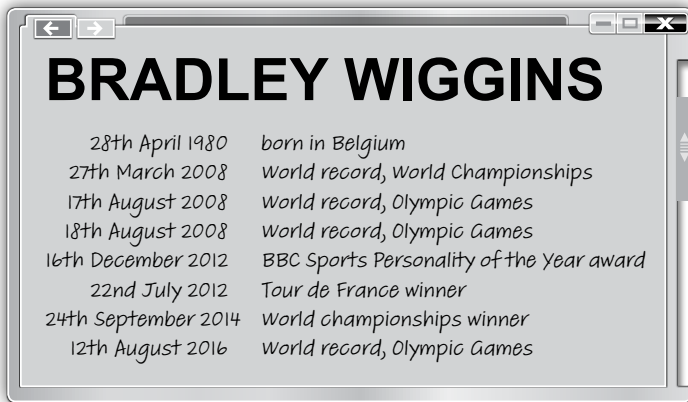 BRADLEY WIGGINS
28th April 1980 born in Belgium
27th March 2008 World record, World Championships
17th August 2008 World record, Olympic Games
18th August 2008 World record, Olympic Games
16th December 2012 BBC Sports Personality of the Year award
22nd July 2012 Tour de France winner
24th September 2014 World championships winner
12th August 2016 World record, Olympic Games